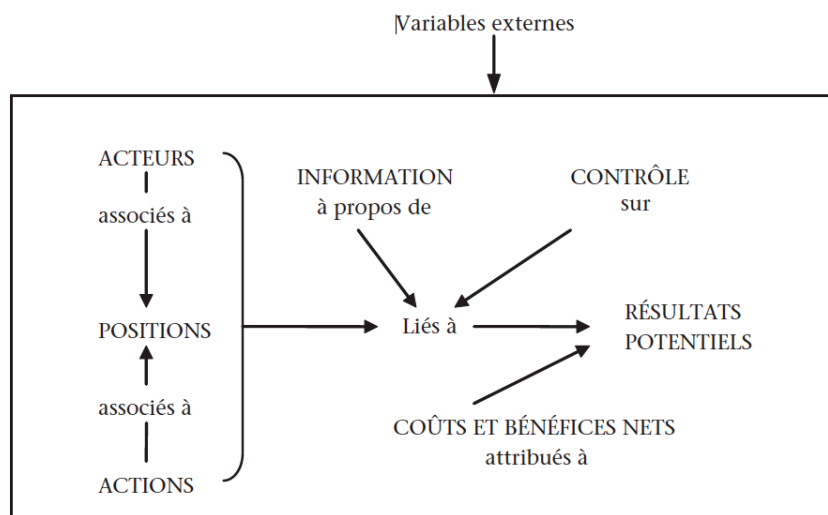 Variables externes
ACTEURS
associés à
POSITIONS
associés à
ACTIONS
INFORMATION
à propos de
CONTRÔLE
sur
Liés à
RÉSULTATS
POTENTIELS
COÛTS ET BÉNÉFICES NETS
attribués à